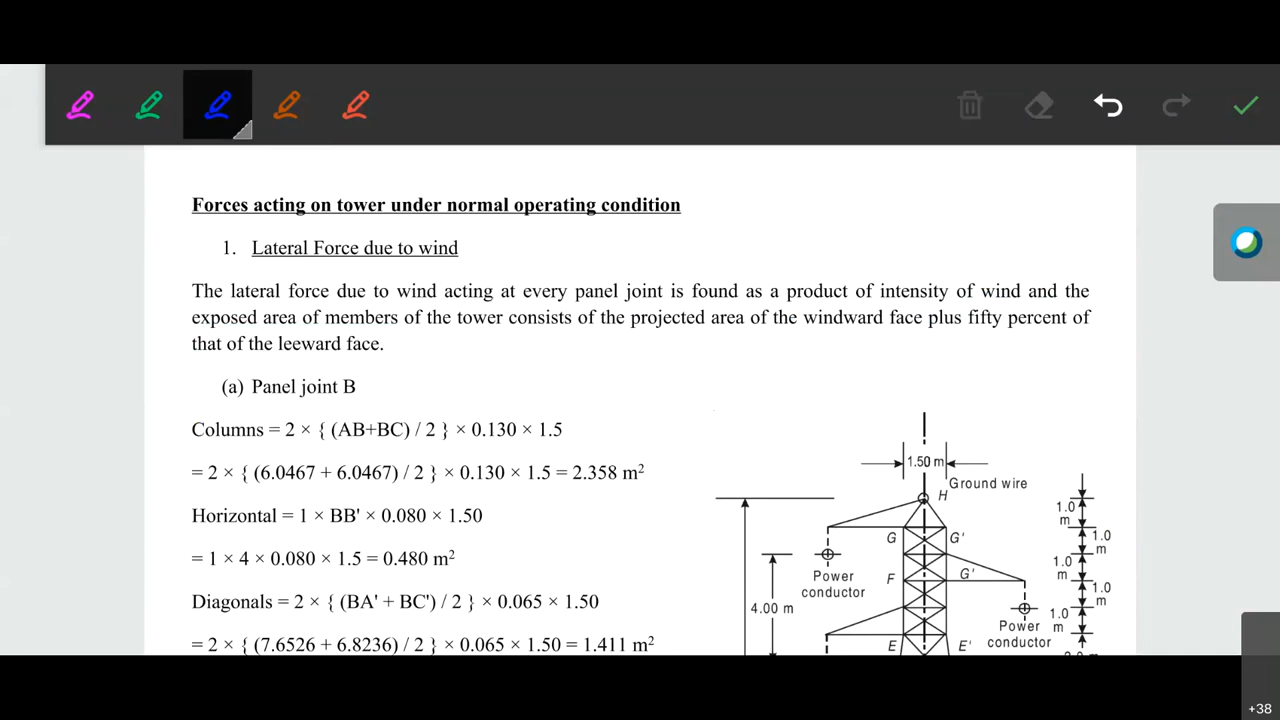 Forces acting on tower under normal operating condition
1. Lateral Force due to wind
The lateral force due to wind acting at every panel joint is found as a product of intensity of wind and the
exposed area of members of the tower consists of the projected area of the windward face plus fifty percent of
that of the leeward face.
(a) Panel joint B
Columns = 2 × { (AB+BC) / 2 } × 0.130 × 1.5
= 2 × { (6.0467 + 6.0467) / 2 } × 0.130 × 1.5 = 2.358 m²
Horizontal = 1 × BB' × 0.080 × 1.50
= 1 × 4 × 0.080 × 1.5 = 0.480 m²
Diagonals = 2 × { (BA' + BC') / 2 } × 0.065 × 1.50
= 2 × { (7.6526 + 6.8236) / 2 } × 0.065 × 1.50 = 1.411 m²
1.50 m
Ground wire
H
1.0
m
G
G'
1.0
m
Power
conductor
F
G'
1.0
m
1.0
m
4.00 m
Power
conductor
1.0
m
E
E'
+38